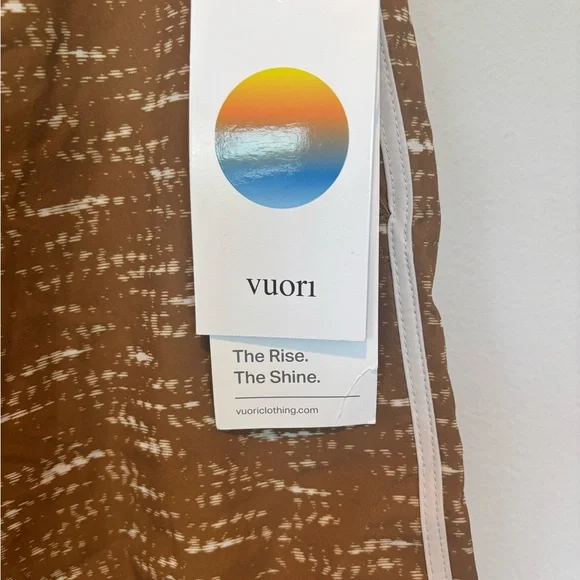 vuori
The Rise.
The Shine.
vuoriclothing.com